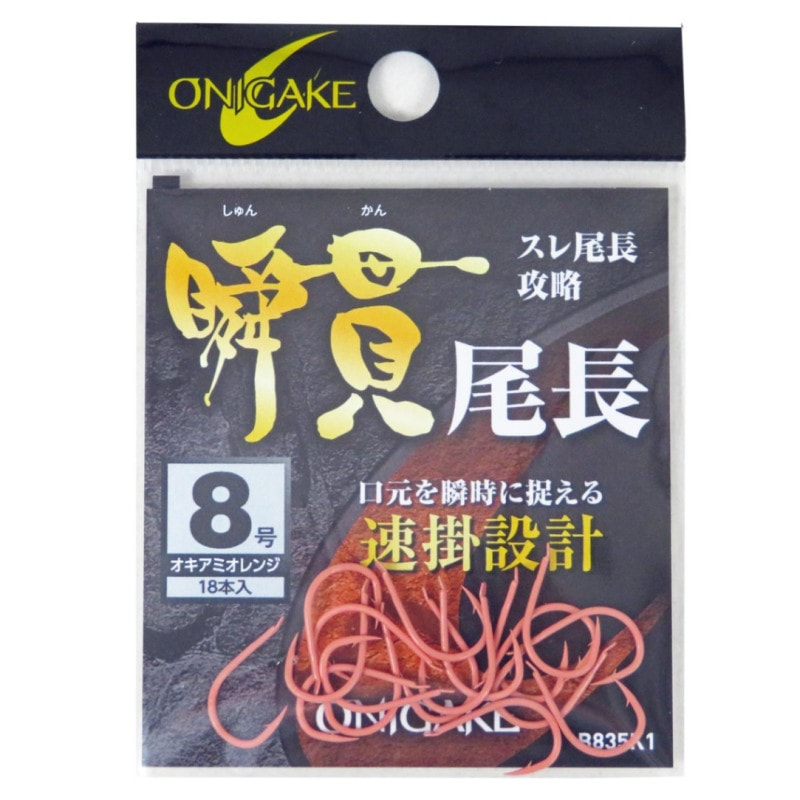 ONIGAKE
しゅん かん
瞬貫尾長
スレ尾長
攻略
口元を瞬時に捉える
速掛設計
8号
オキアミオレンジ
18本入
ONIGAKE
B835R1